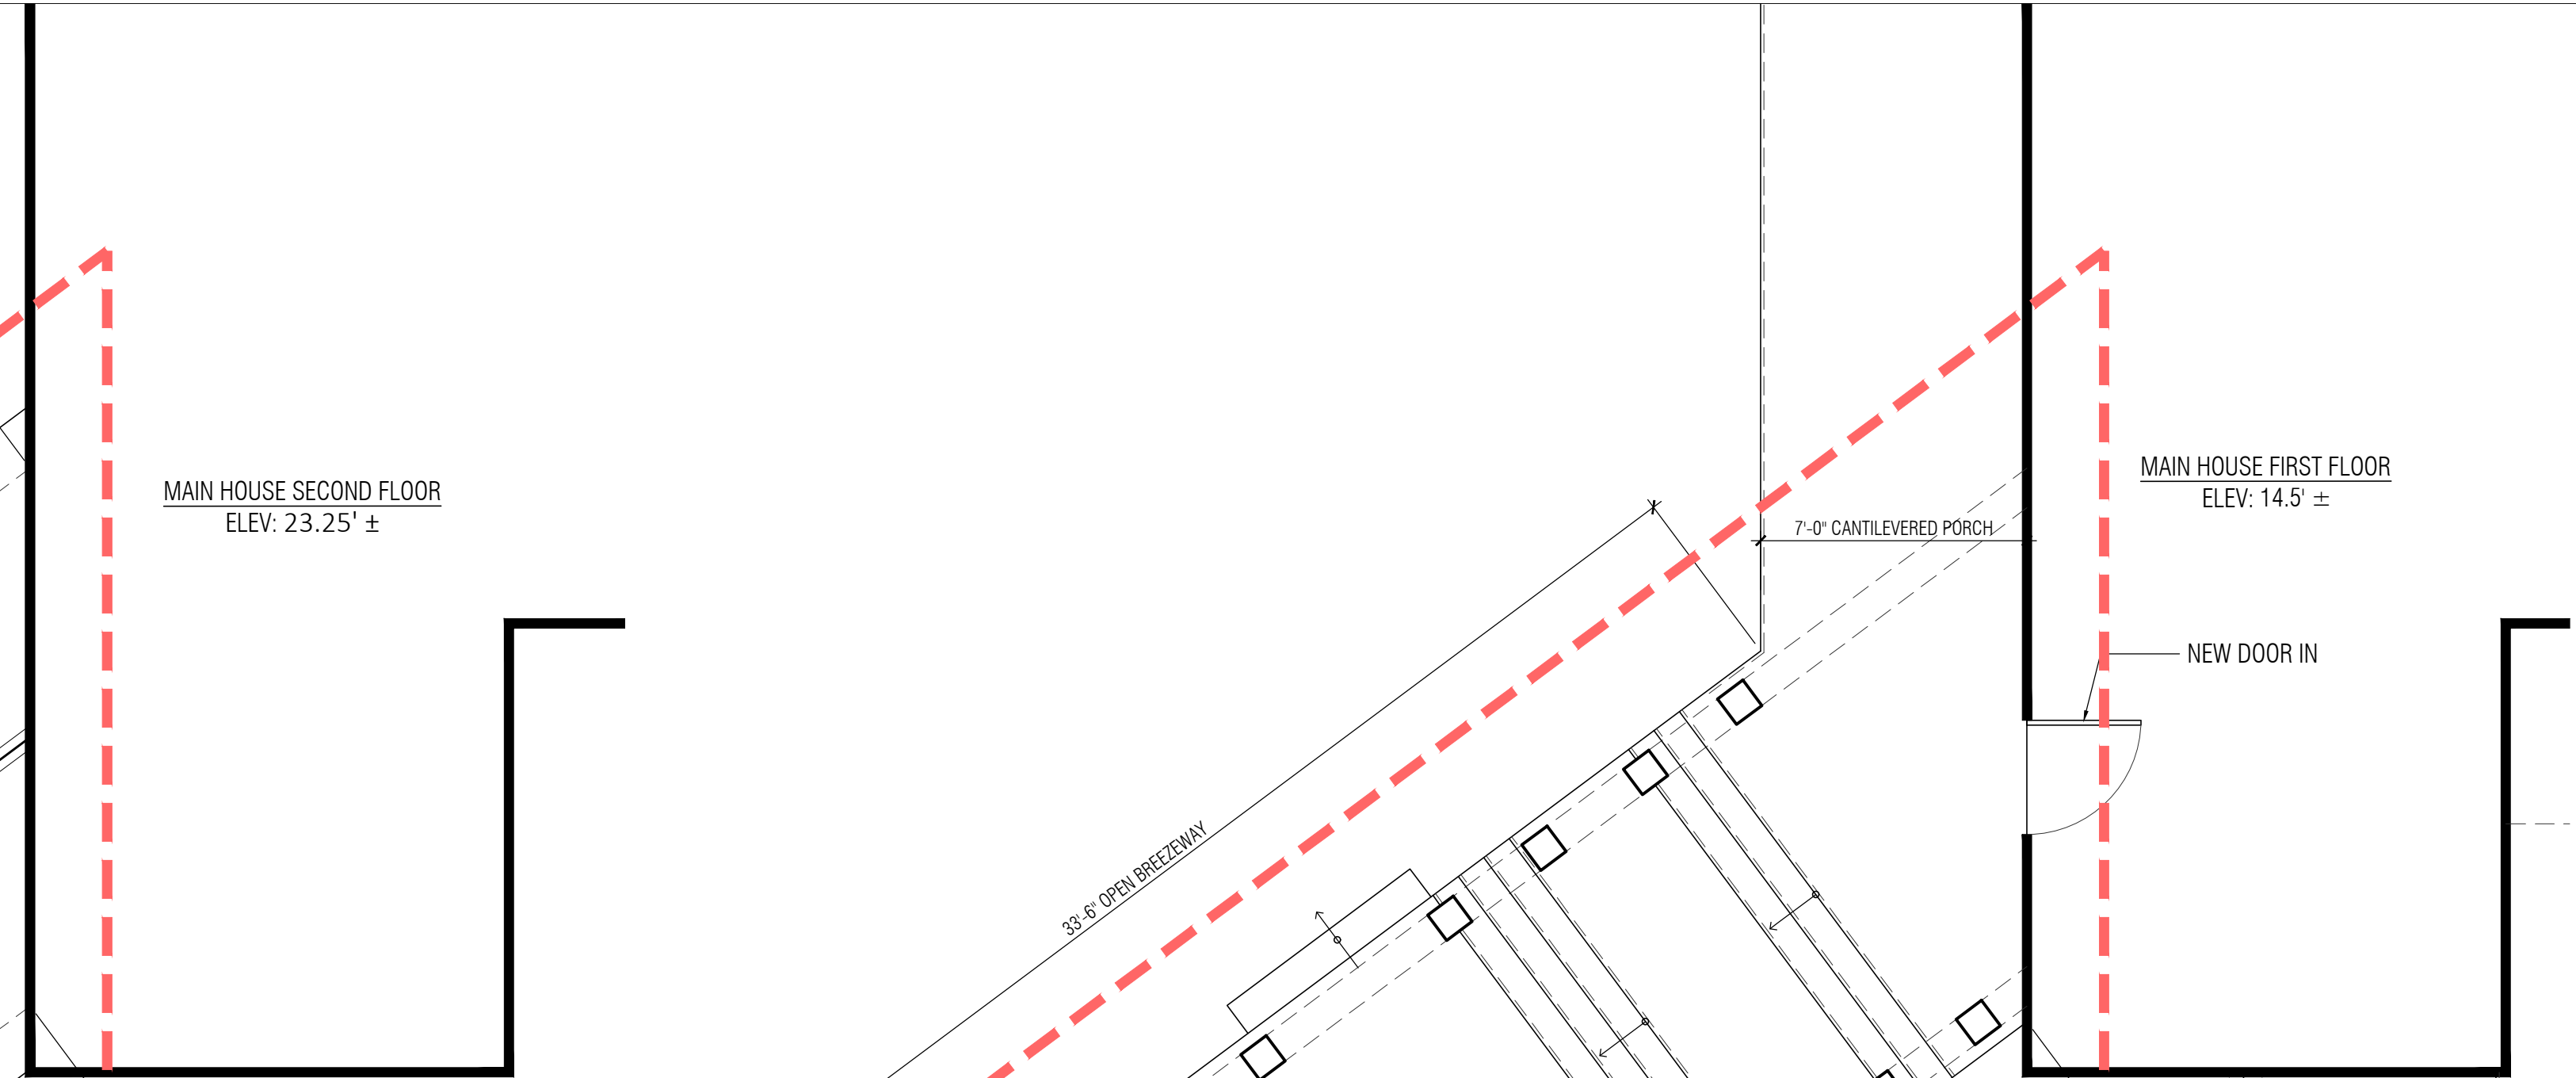 MAIN HOUSE SECOND FLOOR
ELEV: 23.25' ±
33'-6" OPEN BREEZEWAY
7'-0" CANTILEVERED PORCH
MAIN HOUSE FIRST FLOOR
ELEV: 14.5' ±
NEW DOOR IN